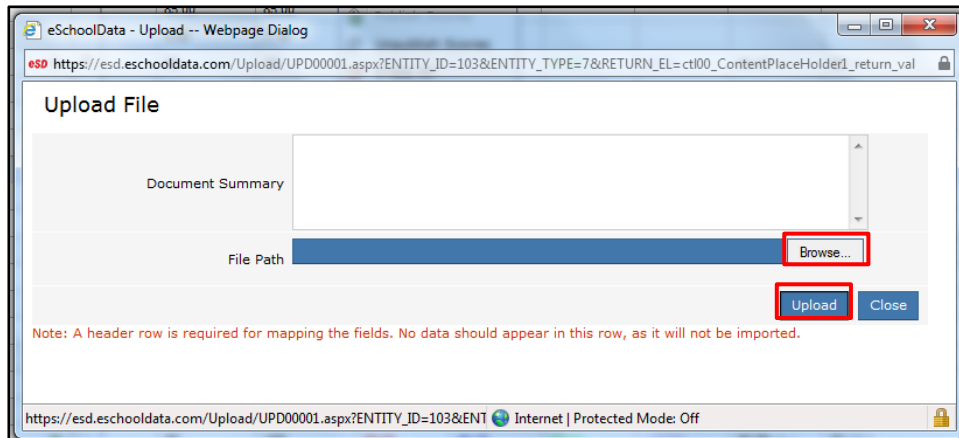 eSchoolData - Upload -- Webpage Dialog
eSD https://esd.eschooldata.com/Upload/UPD00001.aspx?ENTITY_ID=103&ENTITY_TYPE=7&RETURN_EL=ctl00_ContentPlaceHolder1_return_val
Upload File
Document Summary
File Path Browse...
Upload Close
Note: A header row is required for mapping the fields. No data should appear in this row, as it will not be imported.
https://esd.eschooldata.com/Upload/UPD00001.aspx?ENTITY_ID=103&ENT Internet | Protected Mode: Off